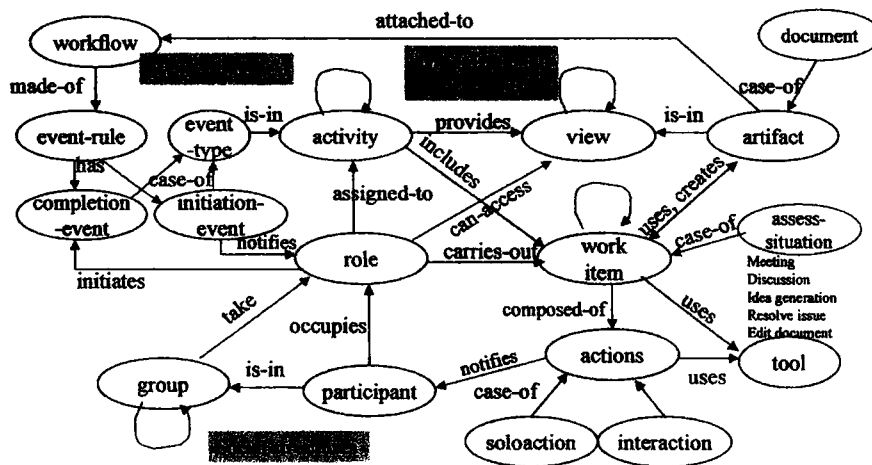 attached-to
workflow
document
made-of
case-of
event-rule
event
-type
is-in
activity
provides
view
is-in
artifact
has
case-of
includes
completion
-event
initiation-
event
assigned-to
can-access
uses, creates
assess-
situation
notifies
role
carries-out
work
item
case-of
initiates
Meeting
Discussion
Idea generation
Resolve issue
Edit document
take
occupies
composed-of
uses
group
is-in
participant
notifies
actions
uses
tool
case-of
soloaction
interaction